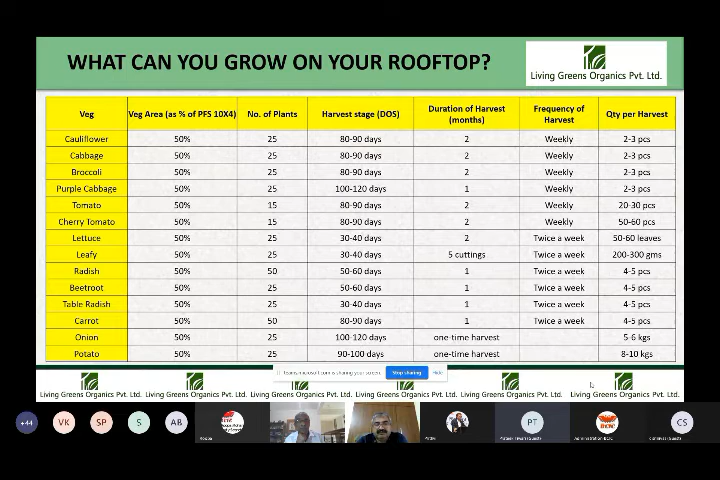 WHAT CAN YOU GROW ON YOUR ROOFTOP?
Living Greens Organics Pvt. Ltd.
Veg Veg Area (as % of PFS 10X4) No. of Plants Harvest stage (DOS) Duration of Harvest (months) Frequency of Harvest Qty per Harvest
Cauliflower 50% 25 80-90 days 2 Weekly 2-3 pcs
Cabbage 50% 25 80-90 days 2 Weekly 2-3 pcs
Broccoli 50% 25 80-90 days 2 Weekly 2-3 pcs
Purple Cabbage 50% 25 100-120 days 1 Weekly 2-3 pcs
Tomato 50% 15 80-90 days 2 Weekly 20-30 pcs
Cherry Tomato 50% 15 80-90 days 2 Weekly 50-60 pcs
Lettuce 50% 25 30-40 days 2 Twice a week 50-60 leaves
Leafy 50% 25 30-40 days 5 cuttings Twice a week 200-300 gms
Radish 50% 50 50-60 days 1 Twice a week 4-5 pcs
Beetroot 50% 25 50-60 days 1 Twice a week 4-5 pcs
Table Radish 50% 25 30-40 days 1 Twice a week 4-5 pcs
Carrot 50% 50 80-90 days 1 Twice a week 4-5 pcs
Onion 50% 25 100-120 days one-time harvest 5-6 kgs
Potato 50% 25 90-100 days one-time harvest 8-10 kgs
teams.microsoft.com is sharing your screen. Stop sharing Hide
Living Greens Organics Pvt. Ltd. Living Greens Organics Pvt. Ltd. Living Greens Organics Pvt. Ltd. Living Greens Organics Pvt. Ltd. Living Greens Organics Pvt. Ltd. Living Greens Organics Pvt. Ltd.
+44 VK SP S AB PT CS